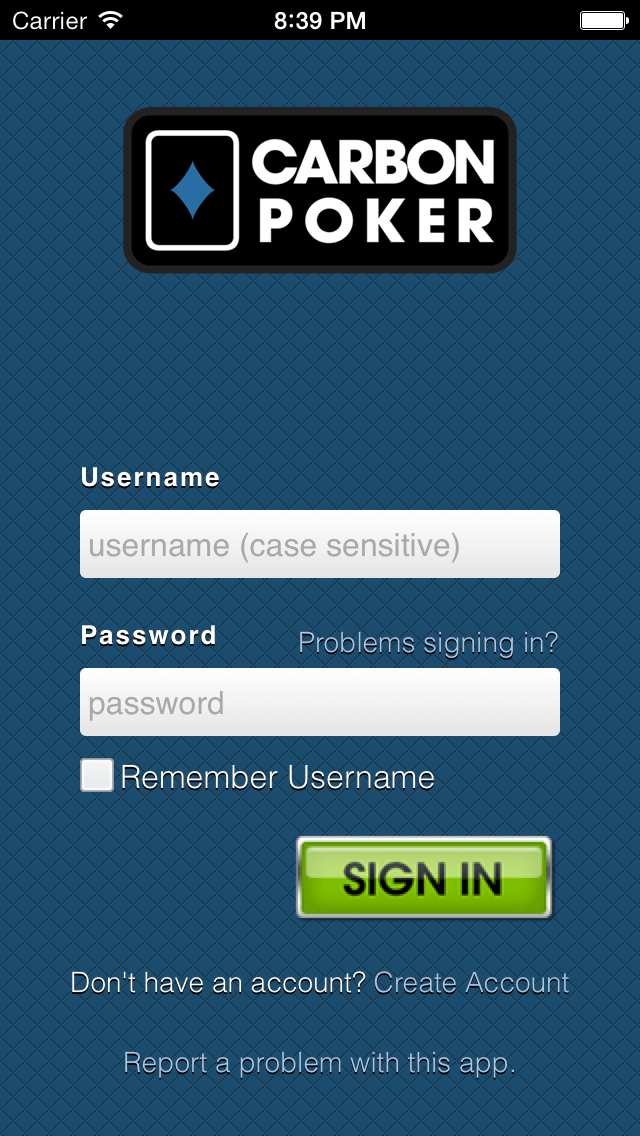 Carrier 8:39 PM
CARBON
POKER
Username
username (case sensitive)
Password Problems signing in?
password
Remember Username
SIGN IN
Don't have an account? Create Account
Report a problem with this app.